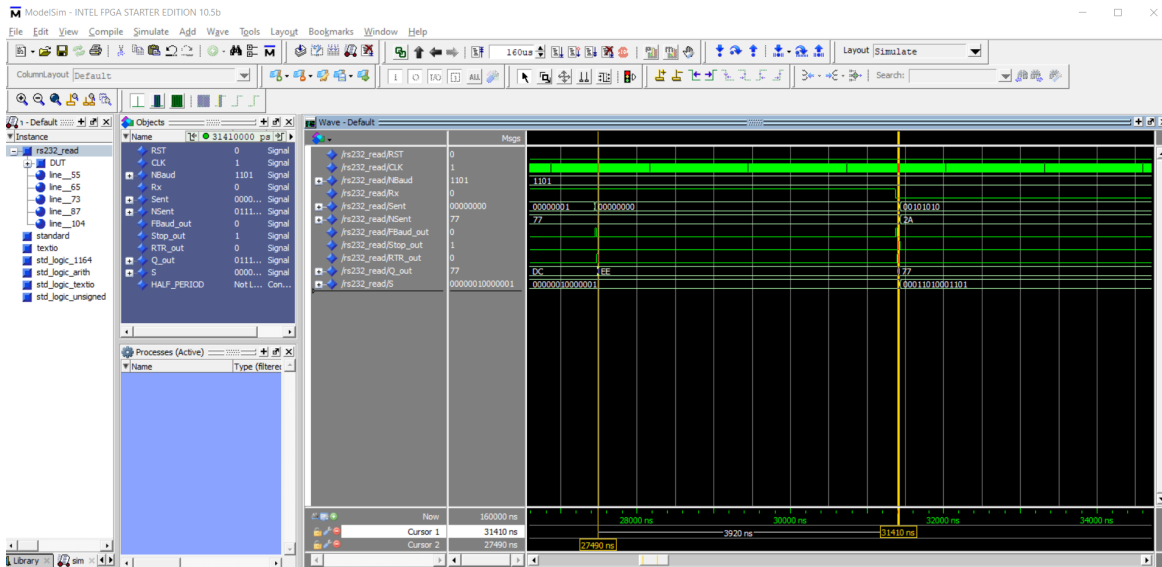 ModelSim - INTEL FPGA STARTER EDITION 10.5b
File Edit View Compile Simulate Add Wave Tools Layout Bookmarks Window Help
160us
Layout Simulate
ColumnLayout Default
ALL
Search:
- Default
Instance
rs232_read
DUT
line__55
line__65
line__73
line__87
line__104
standard
textio
std_logic_1164
std_logic_arith
std_logic_textio
std_logic_unsigned
Library
sim
Objects
Name
31410000 ps
RST 0 Signal
CLK 1 Signal
NBaud 1101 Signal
Rx 0 Signal
Sent 0000... Signal
NSent 0111... Signal
FBaud_out 0 Signal
Stop_out 1 Signal
RTR_out 0 Signal
Q_out 0111... Signal
S 0000... Signal
HALF_PERIOD Not L... Con...
Processes (Active)
Name Type (filtered
Wave - Default
Msgs
/rs232_read/RST 0
/rs232_read/CLK 1
/rs232_read/NBaud 1101 1101
/rs232_read/Rx 0
/rs232_read/Sent 00000000 00000001 00000000 00101010
/rs232_read/NSent 77 77 2A
/rs232_read/FBaud_out 0
/rs232_read/Stop_out 1
/rs232_read/RTR_out 0
/rs232_read/Q_out 77 DC EE 77
/rs232_read/S 00000010000001 00000010000001 00011010001101
Now 160000 ns 28000 ns 30000 ns 32000 ns 34000 ns
Cursor 1 31410 ns 3920 ns 31410 ns
Cursor 2 27490 ns 27490 ns